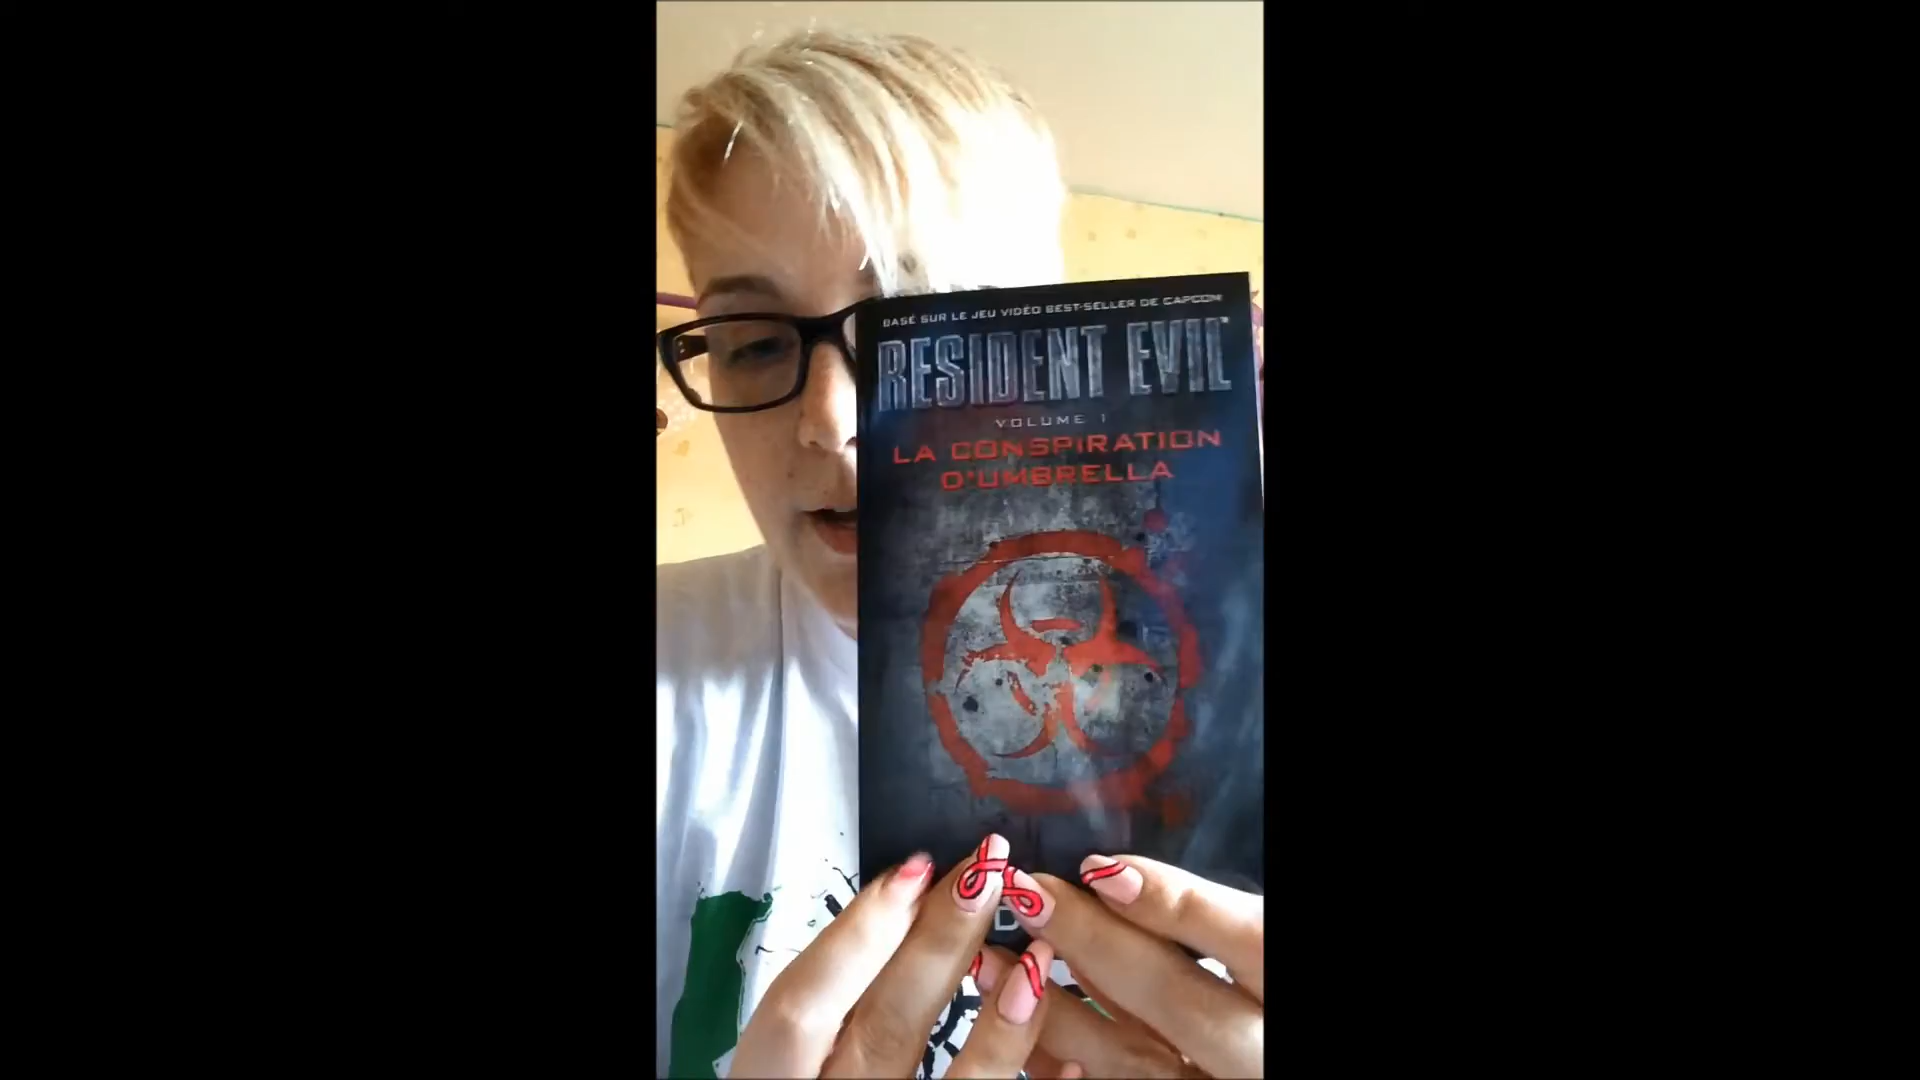 BASÉ SUR LE JEU VIDÉO BEST-SELLER DE CAPCOM
RESIDENT EVIL
VOLUME 1
LA CONSPIRATION
D'UMBRELLA